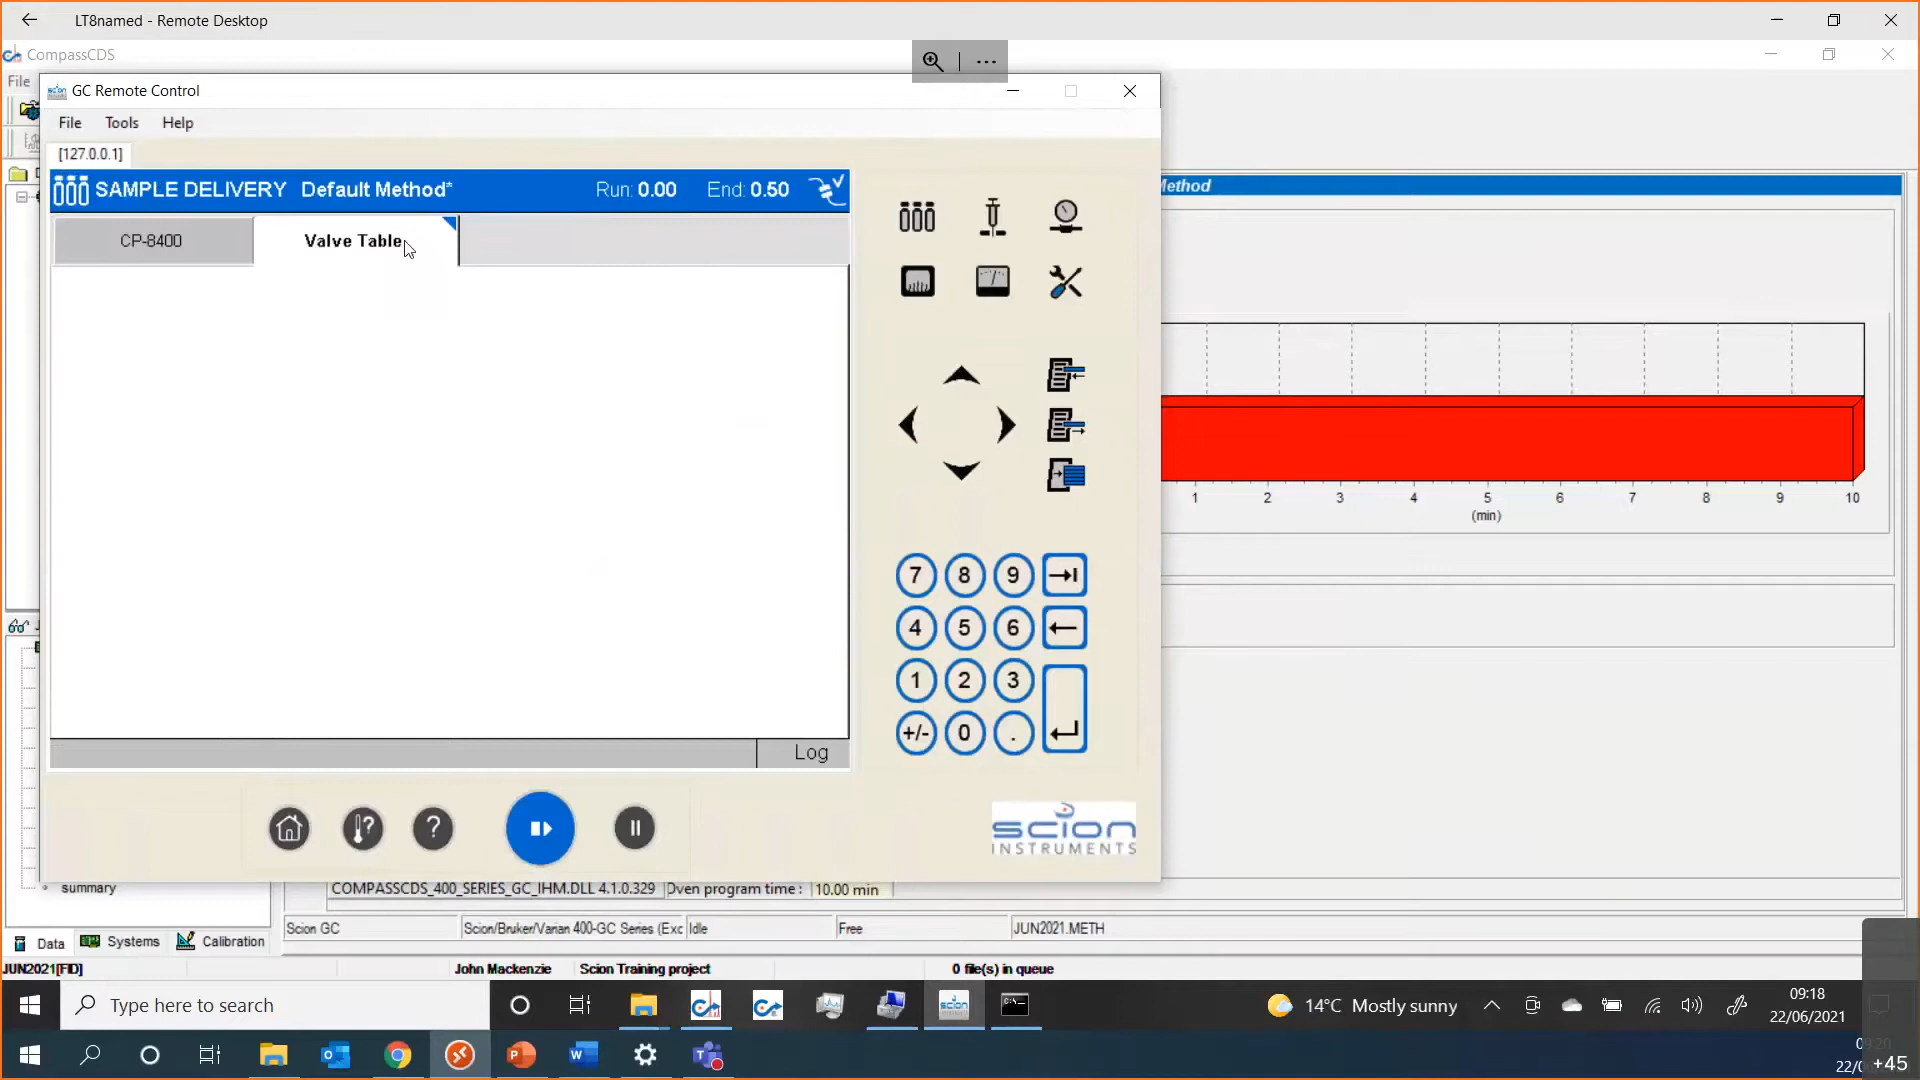 LT8named - Remote Desktop
CompassCDS
File
GC Remote Control
File Tools Help
[127.0.0.1]
SAMPLE DELIVERY Default Method* Run: 0.00 End: 0.50
Method
CP-8400
Valve Table
1 2 3 4 5 6 7 8 9 10
(min)
7 8 9
4 5 6
1 2 3
+/- 0 .
Log
scion
INSTRUMENTS
summary
COMPASSCDS_400_SERIES_GC_IHM.DLL 4.1.0.329
Oven program time : 10.00 min
Scion GC Scion/Bruker/Varian 400-GC Series (Exc Idle Free JUN2021.METH
Data Systems Calibration
JUN2021[FID] John Mackenzie Scion Training project 0 file(s) in queue
Type here to search
14°C Mostly sunny
09:18
22/06/2021
09:20
+45